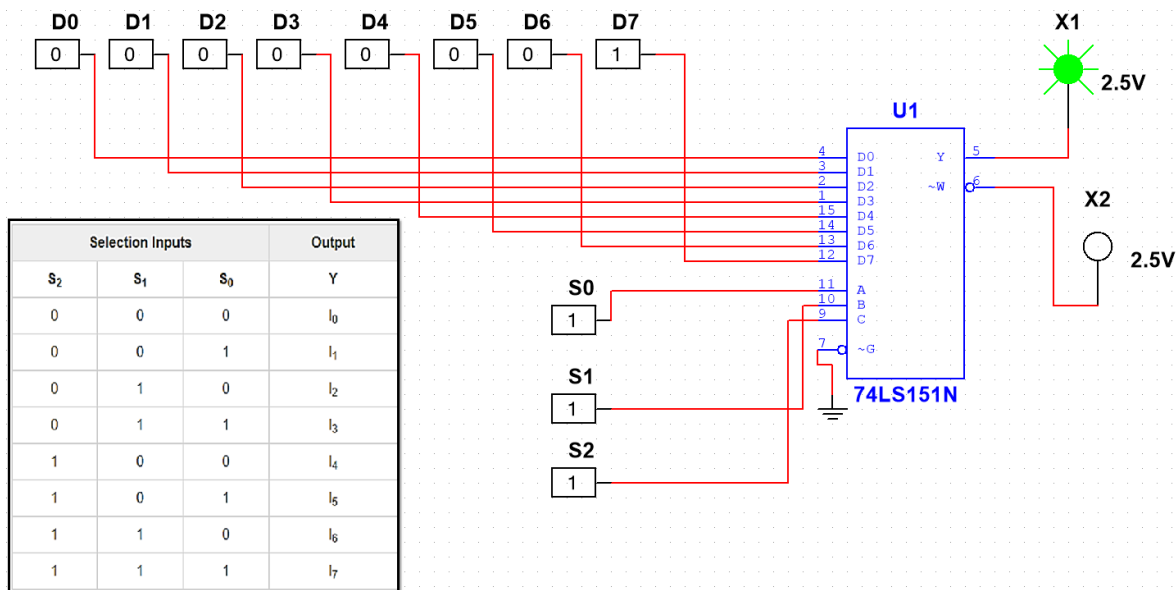 D0 D1 D2 D3 D4 D5 D6 D7 X1
0 0 0 0 0 0 0 1
2.5V
U1
4 D0 Y 5
3 D1
2 D2 ~W 6
1 D3
15 D4
14 D5
13 D6
12 D7
X2
2.5V
11 A
10 B
9 C
7 ~G
74LS151N
S0
1
S1
1
S2
1
Selection Inputs Output
S2 S1 S0 Y
0 0 0 I0
0 0 1 I1
0 1 0 I2
0 1 1 I3
1 0 0 I4
1 0 1 I5
1 1 0 I6
1 1 1 I7